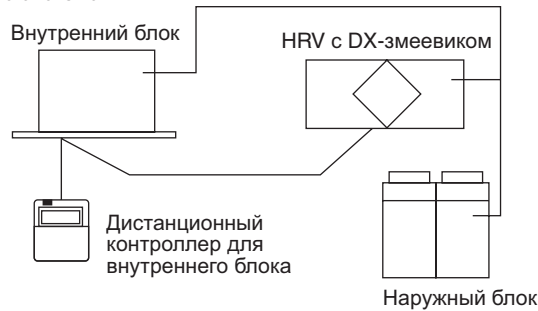 Внутренний блок
HRV с DX-змеевиком
Дистанционный
контроллер для
внутреннего блока
Наружный блок